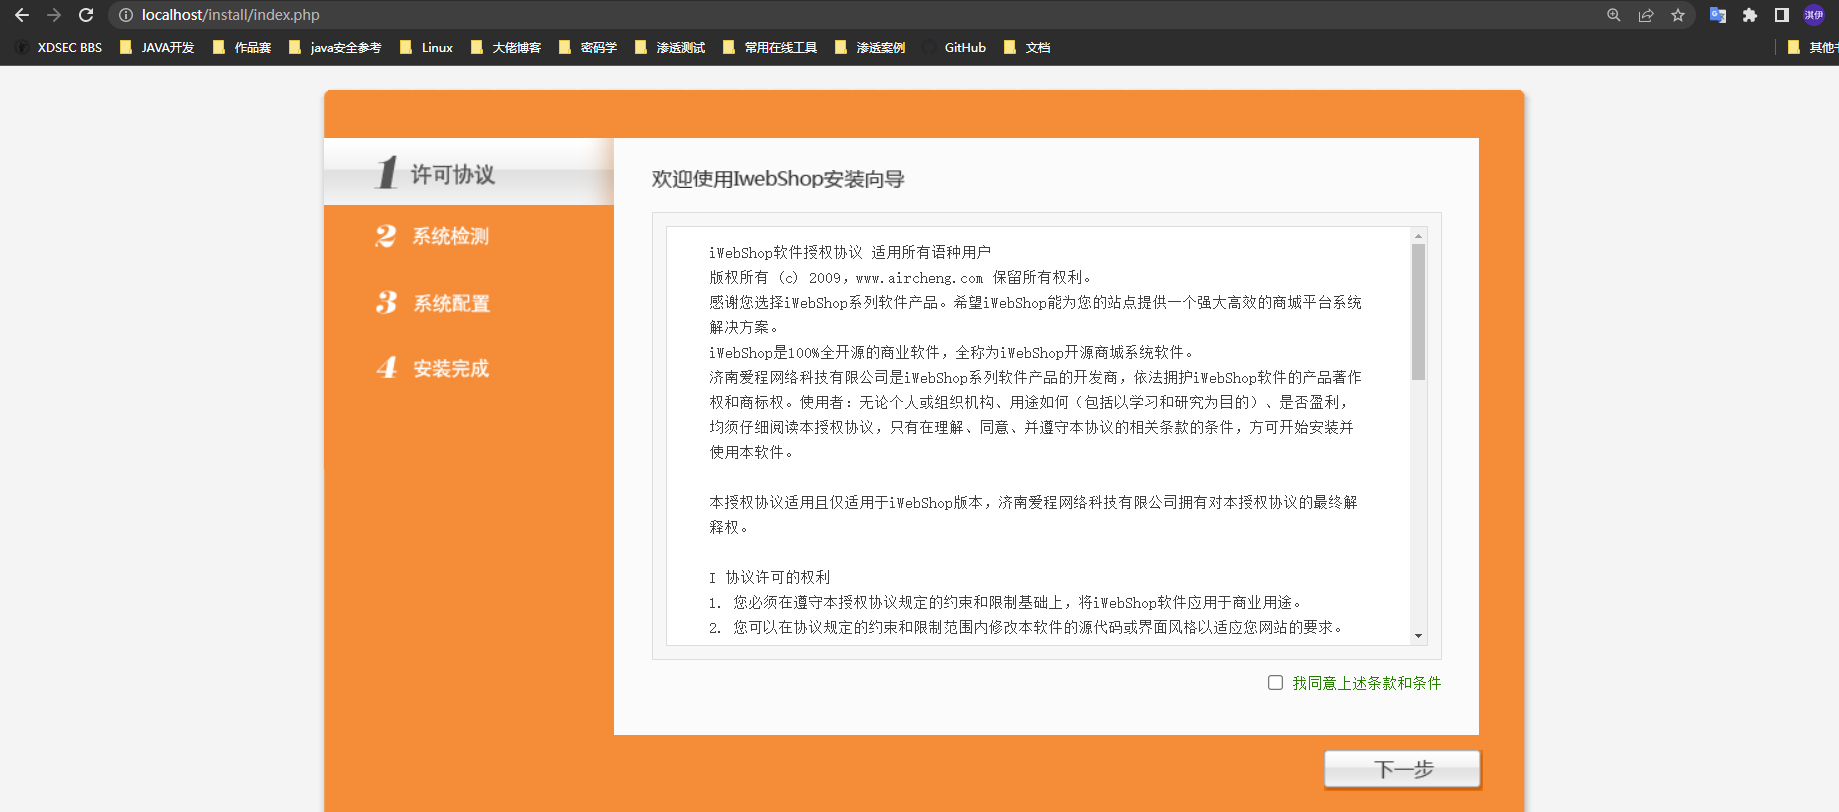 localhost/install/index.php
XDSEC BBS JAVA开发 作品赛 java安全参考 Linux 大佬博客 密码学 渗透测试 常用在线工具 渗透案例 GitHub 文档 其他
淇伊
1 许可协议
2 系统检测
3 系统配置
4 安装完成
欢迎使用IwebShop安装向导
iWebShop软件授权协议 适用所有语种用户
版权所有 (c) 2009，www.aircheng.com 保留所有权利。
感谢您选择iWebShop系列软件产品。希望iWebShop能为您的站点提供一个强大高效的商城平台系统
解决方案。
iWebShop是100%全开源的商业软件，全称为iWebShop开源商城系统软件。
济南爱程网络科技有限公司是iWebShop系列软件产品的开发商，依法拥护iWebShop软件的产品著作
权和商标权。使用者：无论个人或组织机构、用途如何（包括以学习和研究为目的）、是否盈利，
均须仔细阅读本授权协议，只有在理解、同意、并遵守本协议的相关条款的条件，方可开始安装并
使用本软件。
本授权协议适用且仅适用于iWebShop版本，济南爱程网络科技有限公司拥有对本授权协议的最终解
释权。
I 协议许可的权利
1. 您必须在遵守本授权协议规定的约束和限制基础上，将iWebShop软件应用于商业用途。
2. 您可以在协议规定的约束和限制范围内修改本软件的源代码或界面风格以适应您网站的要求。
我同意上述条款和条件
下一步